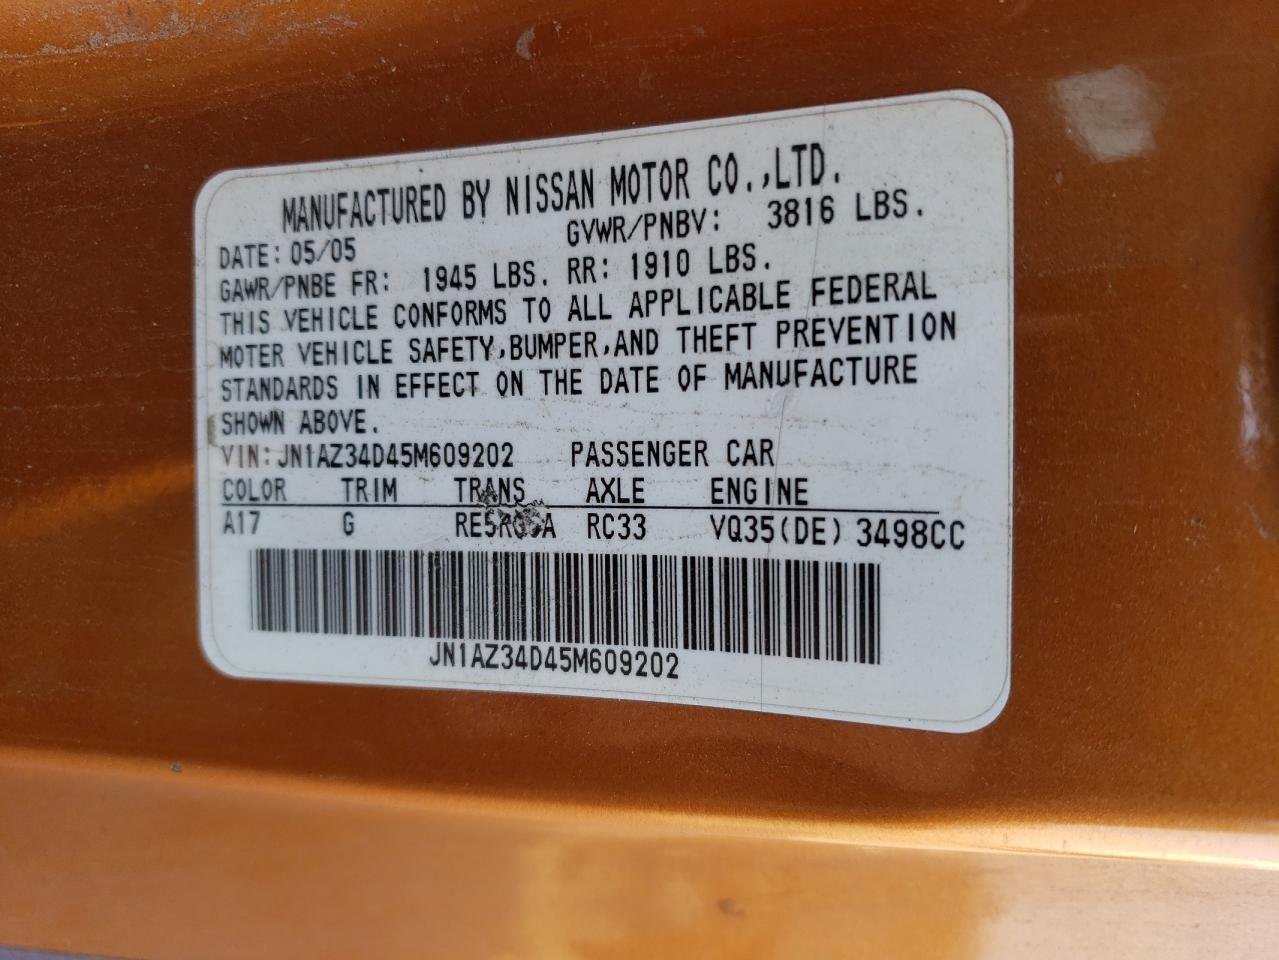 MANUFACTURED BY NISSAN MOTOR CO.,LTD.
DATE: 05/05 GVWR/PNBV: 3816 LBS.
GAWR/PNBE FR: 1945 LBS. RR: 1910 LBS.
THIS VEHICLE CONFORMS TO ALL APPLICABLE FEDERAL
MOTER VEHICLE SAFETY,BUMPER,AND THEFT PREVENTION
STANDARDS IN EFFECT ON THE DATE OF MANUFACTURE
SHOWN ABOVE.
VIN:JN1AZ34D45M609202 PASSENGER CAR
COLOR TRIM TRANS AXLE ENGINE
A17 G RC33 VQ35(DE) 3498CC
JN1AZ34D45M609202